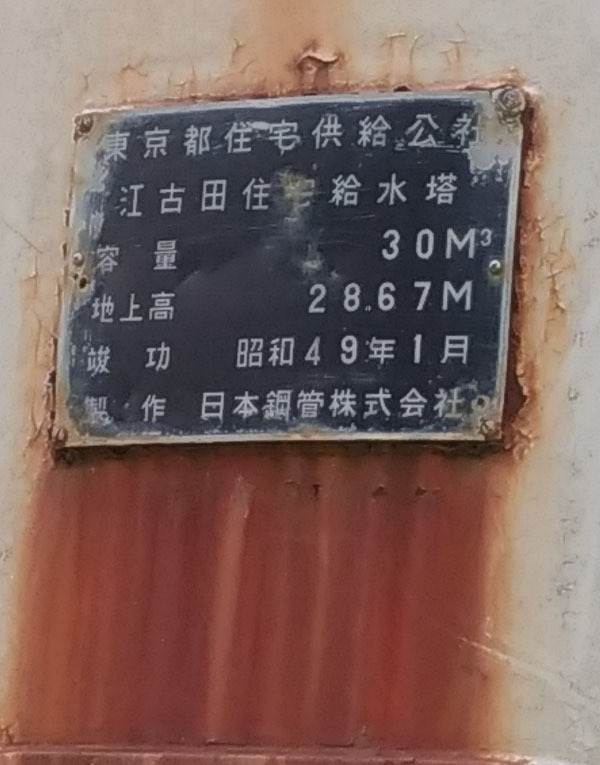 東京都住宅供給公社
江古田住宅給水塔
容量 30M³
地上高 28.67M
竣功 昭和49年1月
製作 日本鋼管株式会社